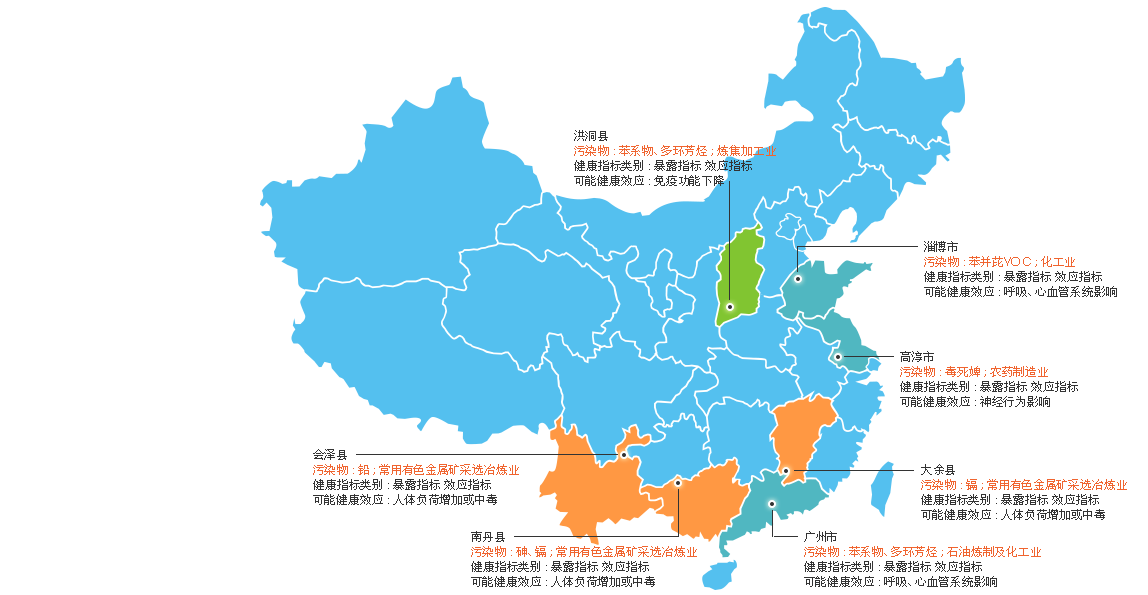 洪洞县
污染物：苯系物、多环芳烃；炼焦加工业
健康指标类别：暴露指标 效应指标
可能健康效应：免疫功能下降
淄博市
污染物：苯并芘VOC；化工业
健康指标类别：暴露指标 效应指标
可能健康效应：呼吸、心血管系统影响
高淳市
污染物：毒死蜱；农药制造业
健康指标类别：暴露指标 效应指标
可能健康效应：神经行为影响
会泽县
污染物：铅；常用有色金属矿采选冶炼业
健康指标类别：暴露指标 效应指标
可能健康效应：人体负荷增加或中毒
大余县
污染物：镉；常用有色金属矿采选冶炼业
健康指标类别：暴露指标 效应指标
可能健康效应：人体负荷增加或中毒
南丹县
污染物：砷、镉；常用有色金属矿采选冶炼业
健康指标类别：暴露指标 效应指标
可能健康效应：人体负荷增加或中毒
广州市
污染物：苯系物、多环芳烃；石油炼制及化工业
健康指标类别：暴露指标 效应指标
可能健康效应：呼吸、心血管系统影响